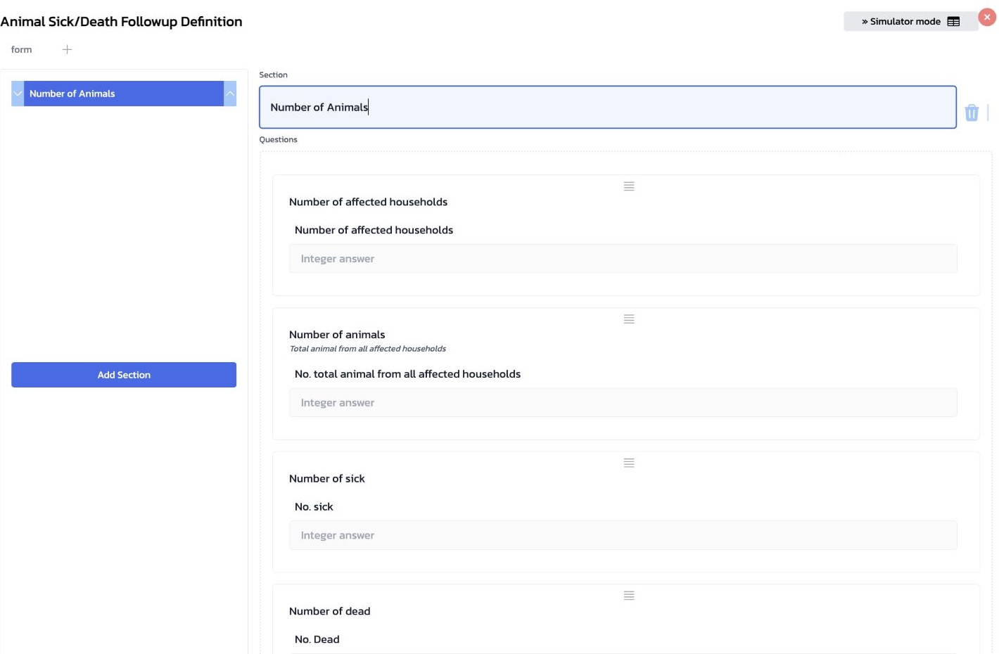 Animal Sick/Death Followup Definition
» Simulator mode
form
Number of Animals
Add Section
Section
Number of Animals
Questions
Number of affected households
Number of affected households
Integer answer
Number of animals
Total animal from all affected households
No. total animal from all affected households
Integer answer
Number of sick
No. sick
Integer answer
Number of dead
No. Dead